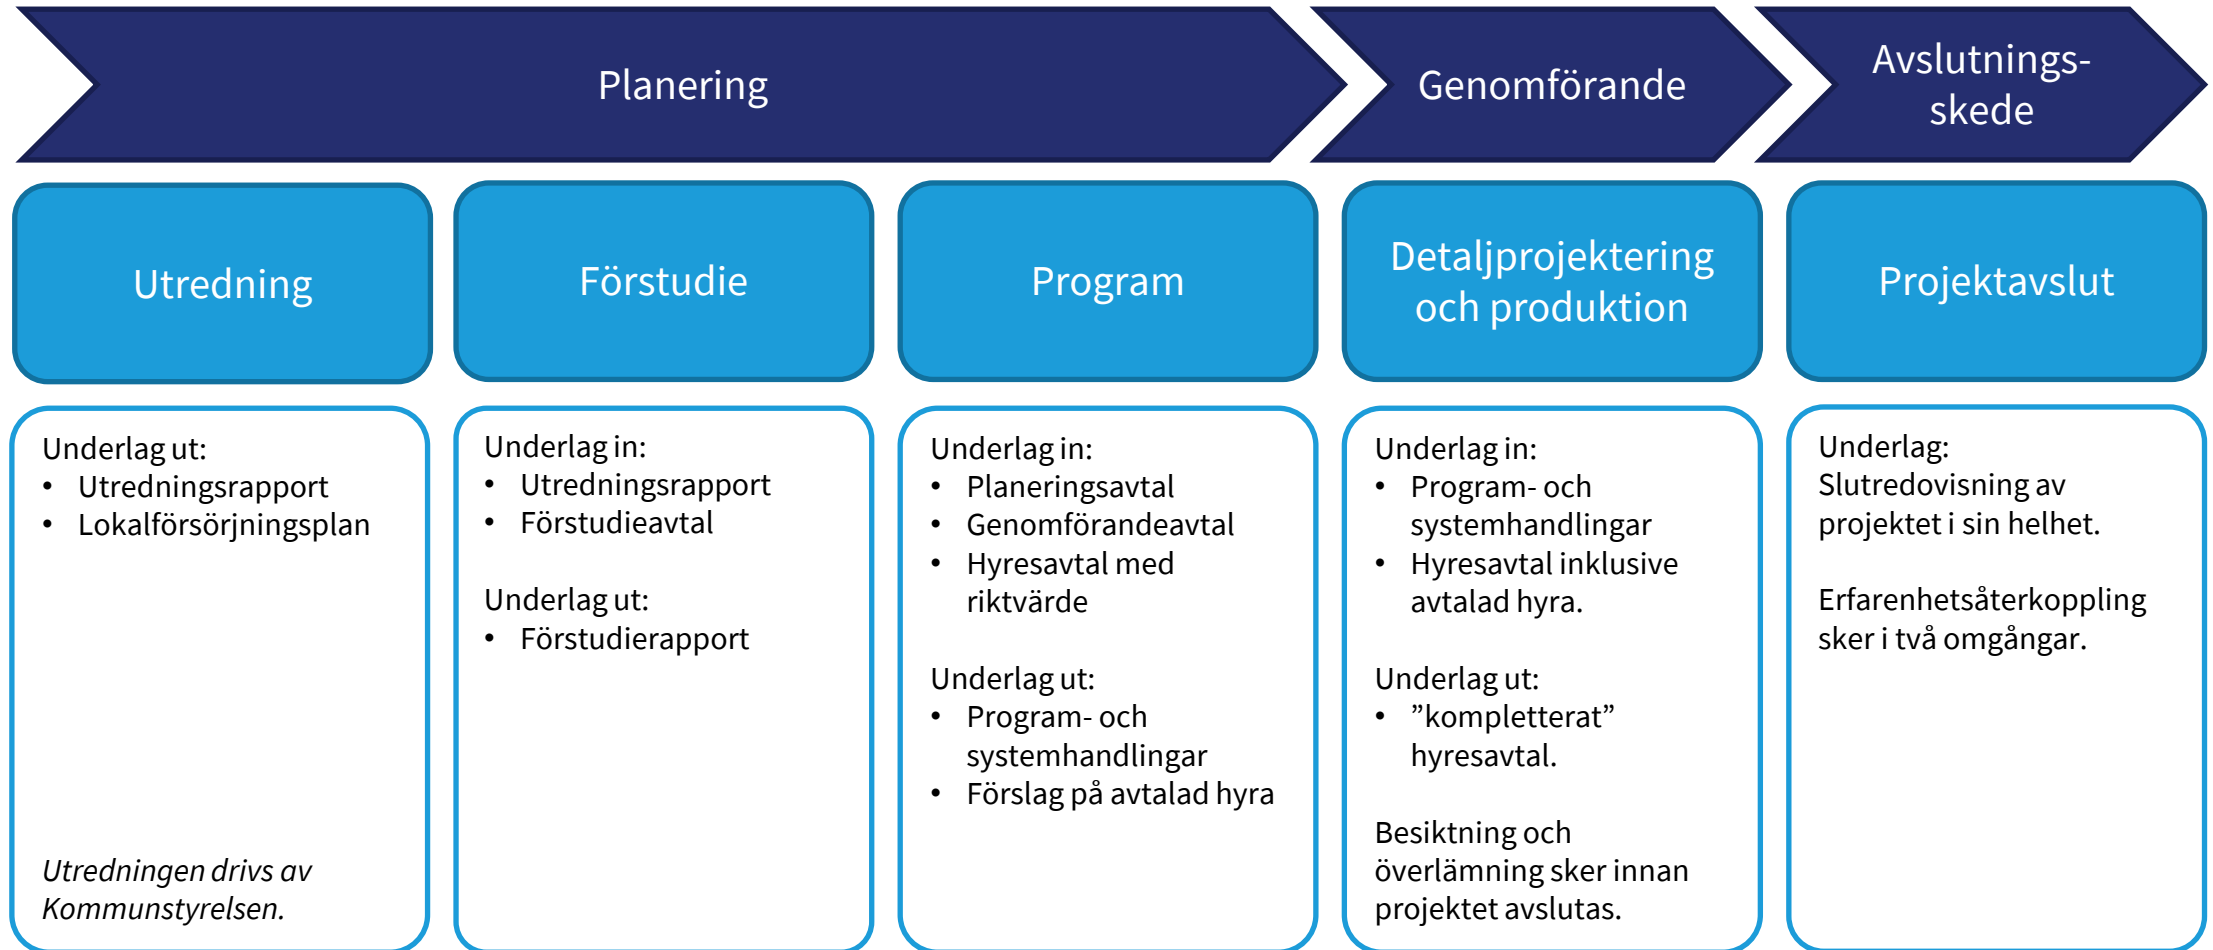 Planering
Genomförande
Avslutnings-
skede
Utredning
Förstudie
Program
Detaljprojektering
och produktion
Projektavslut
Underlag ut:
• Utredningsrapport
• Lokalförsörjningsplan
Utredningen drivs av
Kommunstyrelsen.
Underlag in:
• Utredningsrapport
• Förstudieavtal
Underlag ut:
• Förstudierapport
Underlag in:
• Planeringsavtal
• Genomförandeavtal
• Hyresavtal med
riktvärde
Underlag ut:
• Program- och
systemhandlingar
• Förslag på avtalad hyra
Underlag in:
• Program- och
systemhandlingar
• Hyresavtal inklusive
avtalad hyra.
Underlag ut:
• ”kompletterat”
hyresavtal.
Besiktning och
överlämning sker innan
projektet avslutas.
Underlag:
Slutredovisning av
projektet i sin helhet.
Erfarenhetsåterkoppling
sker i två omgångar.